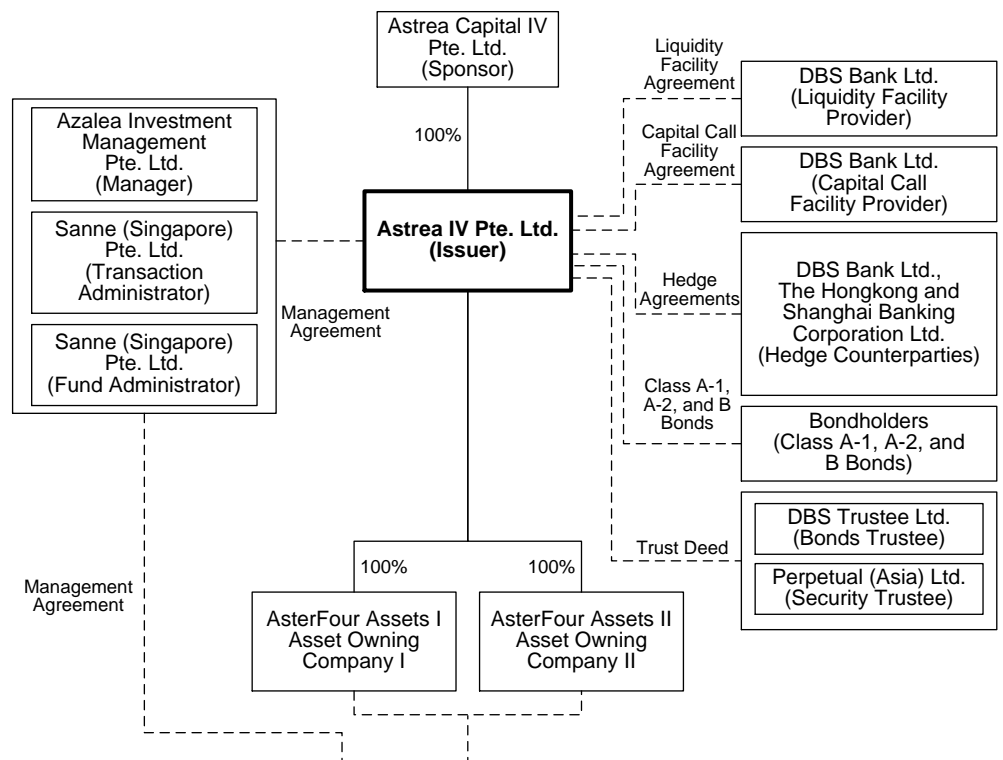 Astrea Capital IV
Pte. Ltd.
(Sponsor)
100%
Azalea Investment
Management
Pte. Ltd.
(Manager)
Sanne (Singapore)
Pte. Ltd.
(Transaction
Administrator)
Sanne (Singapore)
Pte. Ltd.
(Fund Administrator)
Management
Agreement
Astrea IV Pte. Ltd.
(Issuer)
Liquidity
Facility
Agreement
DBS Bank Ltd.
(Liquidity Facility
Provider)
Capital Call
Facility
Agreement
DBS Bank Ltd.
(Capital Call
Facility Provider)
Hedge
Agreements
DBS Bank Ltd.,
The Hongkong and
Shanghai Banking
Corporation Ltd.
(Hedge Counterparties)
Class A-1,
A-2, and B
Bonds
Bondholders
(Class A-1, A-2, and
B Bonds)
Trust Deed
DBS Trustee Ltd.
(Bonds Trustee)
Perpetual (Asia) Ltd.
(Security Trustee)
Management
Agreement
100%
100%
AsterFour Assets I
Asset Owning
Company I
AsterFour Assets II
Asset Owning
Company II